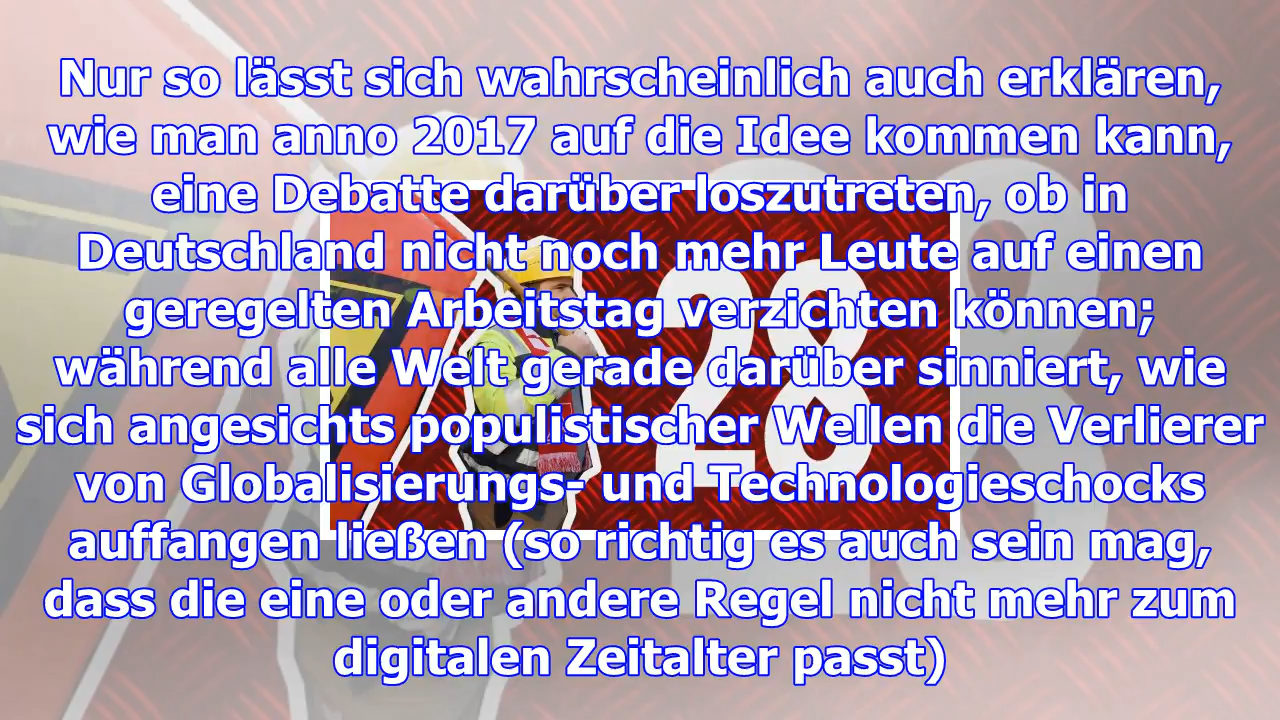 Nur so lässt sich wahrscheinlich auch erklären,
wie man anno 2017 auf die Idee kommen kann,
eine Debatte darüber loszutreten, ob in
Deutschland nicht noch mehr Leute auf einen
geregelten Arbeitstag verzichten können;
während alle Welt gerade darüber sinniert, wie
sich angesichts populistischer Wellen die Verlierer
von Globalisierungs- und Technologieschocks
auffangen ließen (so richtig es auch sein mag,
dass die eine oder andere Regel nicht mehr zum
digitalen Zeitalter passt)
28
28